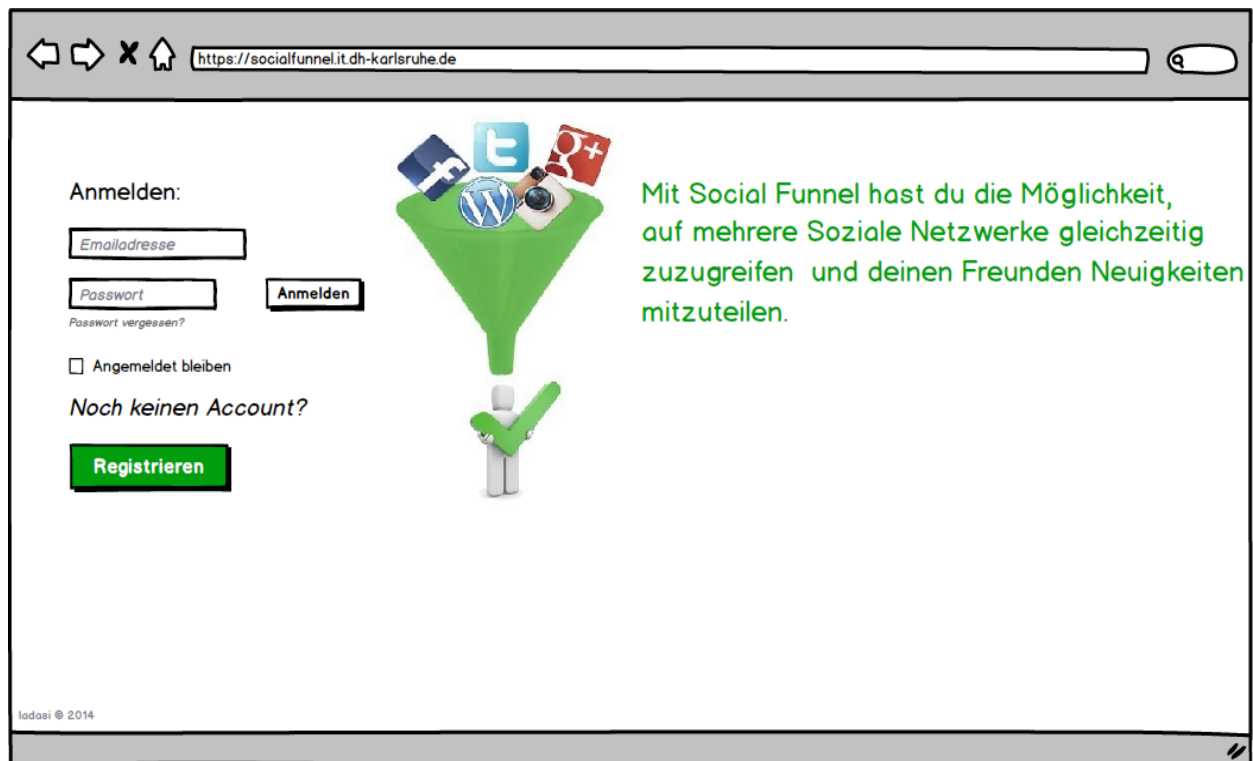 https://socialfunnel.it.dh-karlsruhe.de
Anmelden:
Emailadresse
Passwort
Anmelden
Passwort vergessen?
Angemeldet bleiben
Noch keinen Account?
Registrieren
f
t
g+
W
Mit Social Funnel hast du die Möglichkeit,
auf mehrere Soziale Netzwerke gleichzeitig
zuzugreifen und deinen Freunden Neuigkeiten
mitzuteilen.
ladasi © 2014